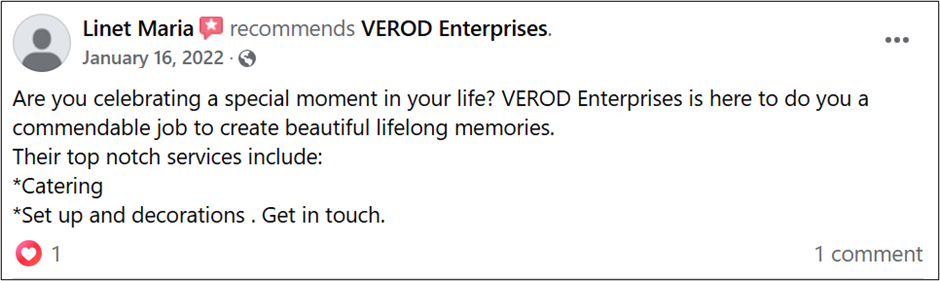 Linet Maria recommends VEROD Enterprises.
January 16, 2022 ·
Are you celebrating a special moment in your life? VEROD Enterprises is here to do you a
commendable job to create beautiful lifelong memories.
Their top notch services include:
*Catering
*Set up and decorations . Get in touch.
1
1 comment